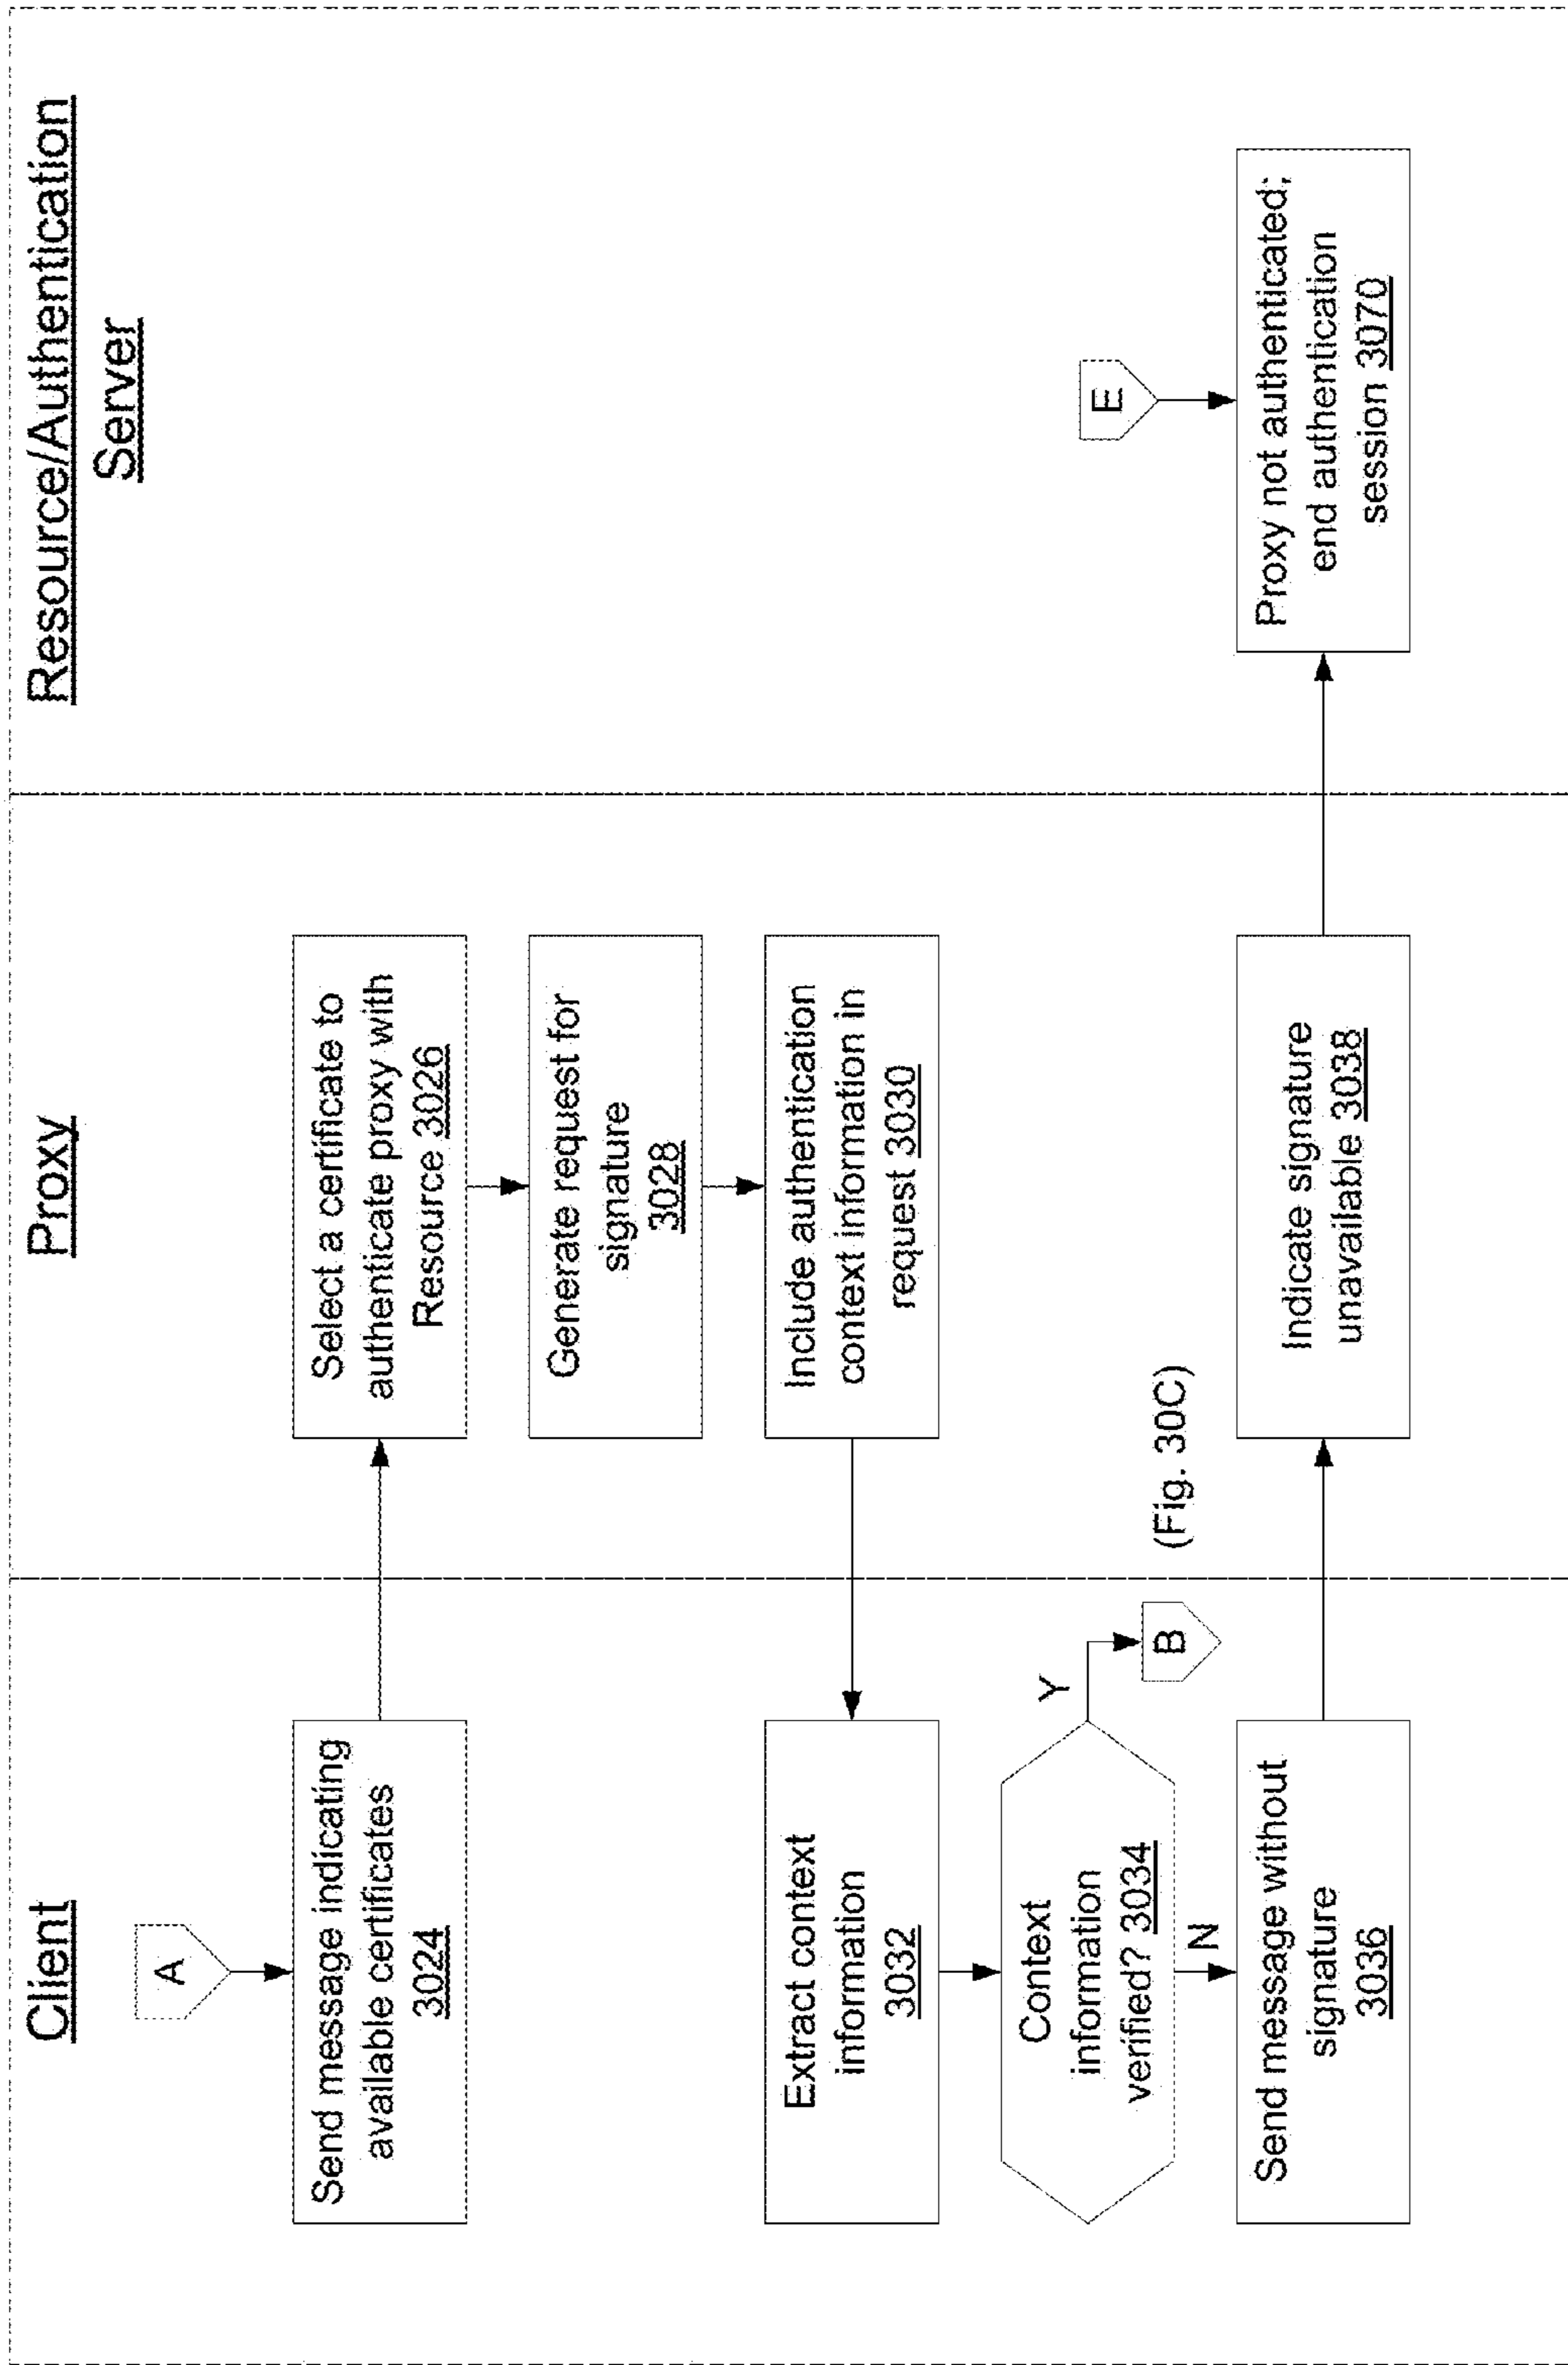 Client
Proxy
Resource/Authentication
Server
A
Send message indicating
available certificates
3024
Select a certificate to
authenticate proxy with
Resource 3026
Generate request for
signature
3028
Include authentication
context information in
request 3030
Extract context
information
3032
Context
information
verified? 3034
Y
B
(Fig. 30C)
N
Send message without
signature
3036
Indicate signature
unavailable 3038
E
Proxy not authenticated;
end authentication
session 3070